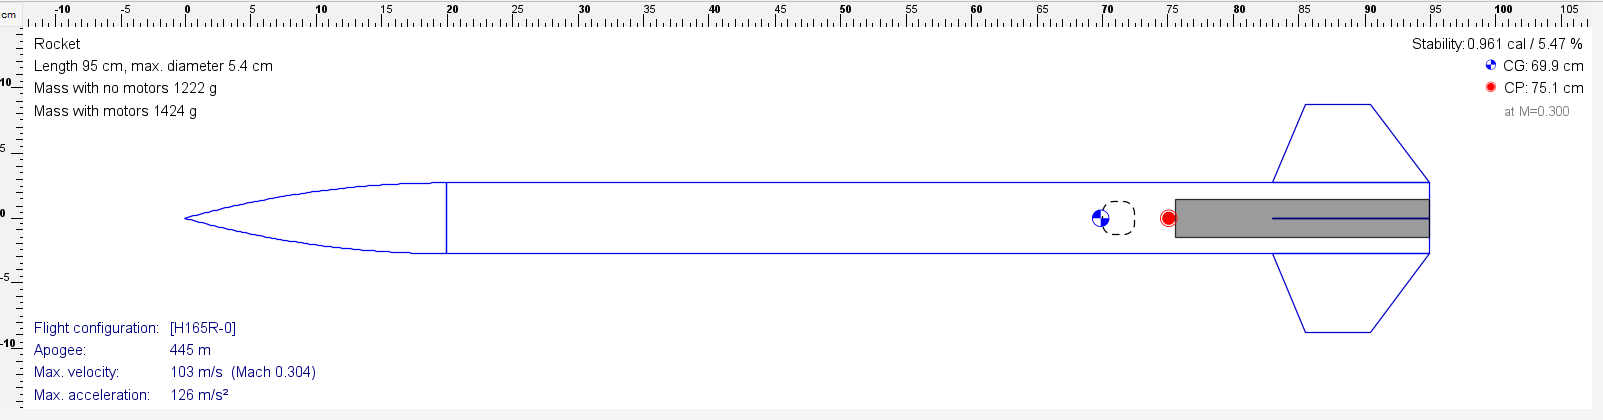 cm -10 -5 0 5 10 15 20 25 30 35 40 45 50 55 60 65 70 75 80 85 90 95 100 105
Rocket
Length 95 cm, max. diameter 5.4 cm
Mass with no motors 1222 g
Mass with motors 1424 g
Stability: 0.961 cal / 5.47 %
CG: 69.9 cm
CP: 75.1 cm
at M=0.300
10
5
0
-5
-10
Flight configuration: [H165R-0]
Apogee: 445 m
Max. velocity: 103 m/s (Mach 0.304)
Max. acceleration: 126 m/s²